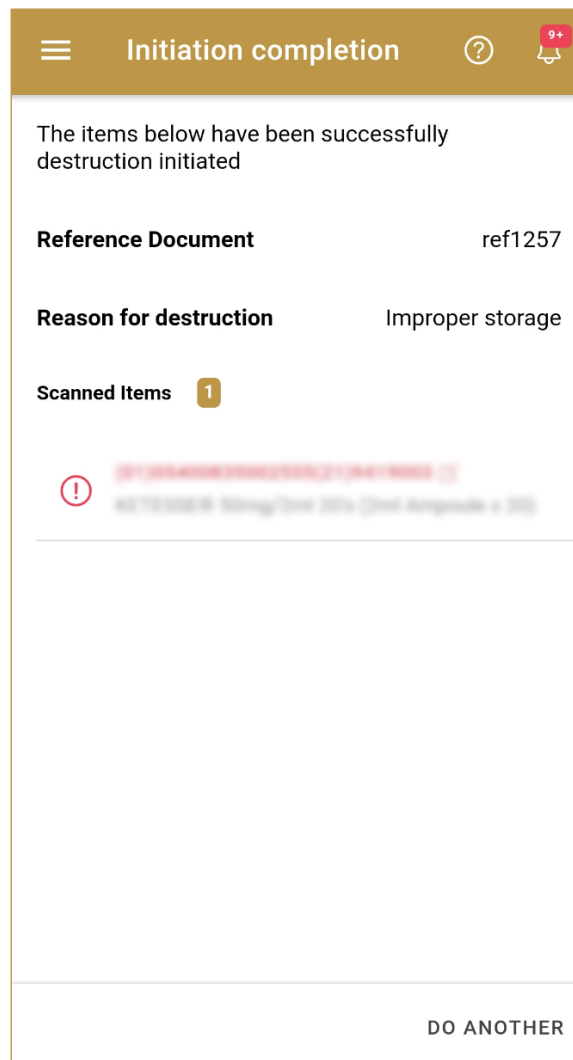 Initiation completion
9+
The items below have been successfully
destruction initiated
Reference Document ref1257
Reason for destruction Improper storage
Scanned Items 1
DO ANOTHER